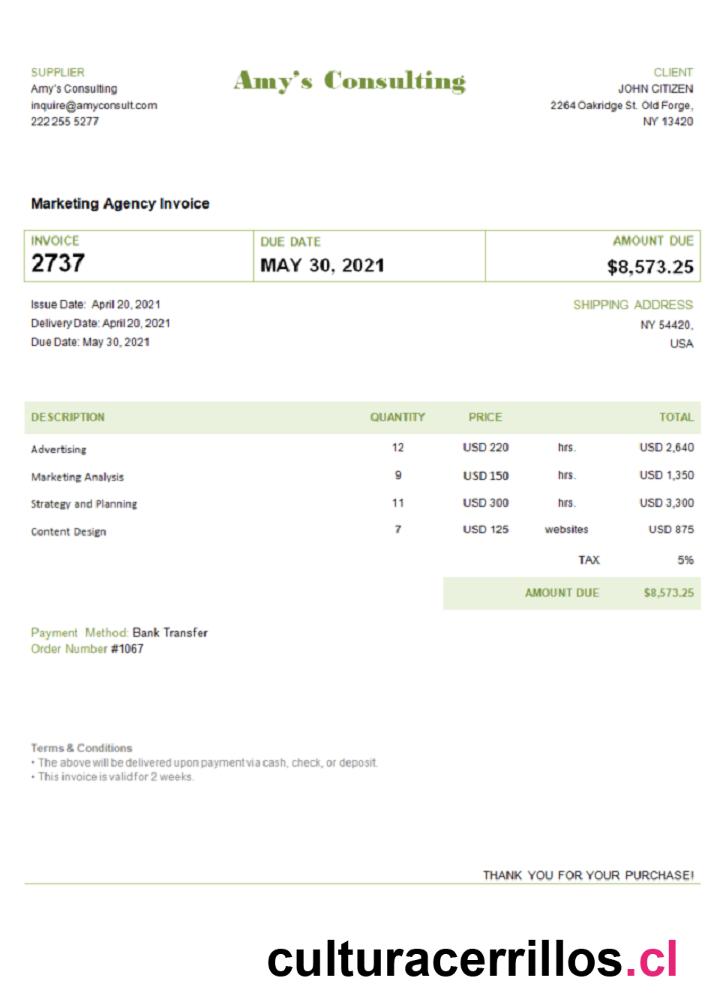 SUPPLIER
Amy's Consulting
inquire@amyconsult.com
222 255 5277
Amy's Consulting
CLIENT
JOHN CITIZEN
2264 Oakridge St. Old Forge,
NY 13420
Marketing Agency Invoice
INVOICE
2737
DUE DATE
MAY 30, 2021
AMOUNT DUE
$8,573.25
Issue Date: April 20, 2021
Delivery Date: April 20, 2021
Due Date: May 30, 2021
SHIPPING ADDRESS
NY 54420,
USA
DESCRIPTION QUANTITY PRICE TOTAL
Advertising 12 USD 220 hrs. USD 2,640
Marketing Analysis 9 USD 150 hrs. USD 1,350
Strategy and Planning 11 USD 300 hrs. USD 3,300
Content Design 7 USD 125 websites USD 875
TAX 5%
AMOUNT DUE $8,573.25
Payment Method: Bank Transfer
Order Number #1067
Terms & Conditions
• The above will be delivered upon payment via cash, check, or deposit.
• This invoice is valid for 2 weeks.
THANK YOU FOR YOUR PURCHASE!
culturacerrillos.cl